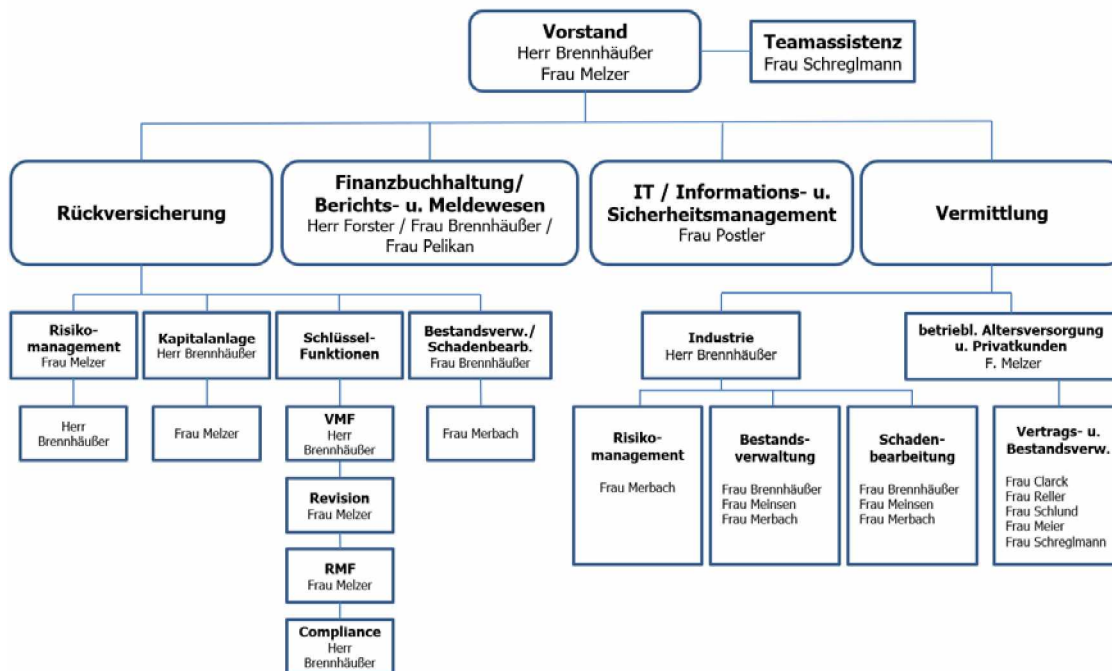 Vorstand
Herr Brennhäußer
Frau Melzer
Teamassistenz
Frau Schreglmann
Rückversicherung
Finanzbuchhaltung/
Berichts- u. Meldewesen
Herr Forster / Frau Brennhäußer /
Frau Pelikan
IT / Informations- u.
Sicherheitsmanagement
Frau Postler
Vermittlung
Risiko-
management
Frau Melzer
Kapitalanlage
Herr Brennhäußer
Schlüssel-
Funktionen
Bestandsverw./
Schadenbearb.
Frau Brennhäußer
Industrie
Herr Brennhäußer
betriebl. Altersversorgung
u. Privatkunden
F. Melzer
Herr
Brennhäußer
Frau Melzer
VMF
Herr
Brennhäußer
Frau Merbach
Revision
Frau Melzer
RMF
Frau Melzer
Compliance
Herr
Brennhäußer
Risiko-
management
Frau Merbach
Bestands-
verwaltung
Frau Brennhäußer
Frau Meinsen
Frau Merbach
Schaden-
bearbeitung
Frau Brennhäußer
Frau Meinsen
Frau Merbach
Vertrags- u.
Bestandsverw.
Frau Clarck
Frau Reller
Frau Schlund
Frau Meier
Frau Schreglmann